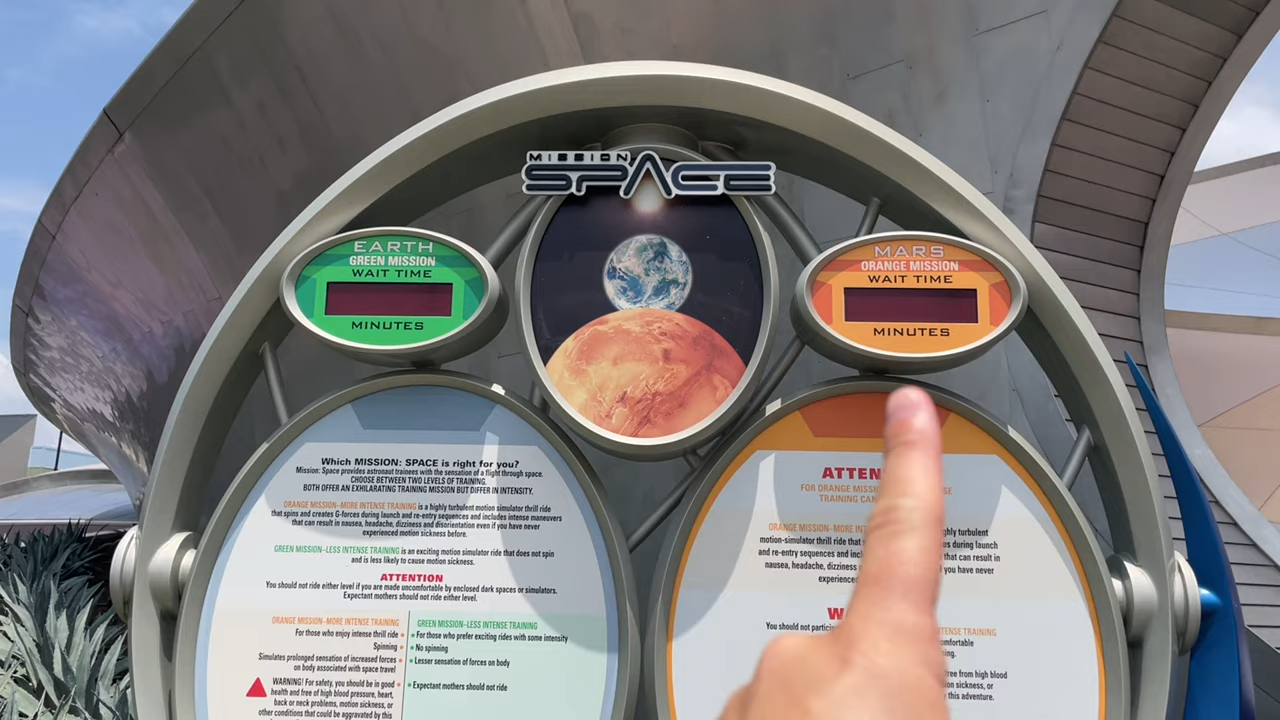 MISSION
SPACE
EARTH
GREEN MISSION
WAIT TIME
MINUTES
MARS
ORANGE MISSION
WAIT TIME
MINUTES
Which MISSION: SPACE is right for you?
Mission: Space provides astronaut trainees with the sensation of a flight through space.
CHOOSE BETWEEN TWO LEVELS OF TRAINING.
BOTH OFFER AN EXHILARATING TRAINING MISSION BUT DIFFER IN INTENSITY.
ORANGE MISSION–MORE INTENSE TRAINING is a highly turbulent motion simulator thrill ride
that spins and creates G-forces during launch and re-entry sequences and includes intense maneuvers
that can result in nausea, headache, dizziness and disorientation even if you have never
experienced motion sickness before.
GREEN MISSION–LESS INTENSE TRAINING is an exciting motion simulator ride that does not spin
and is less likely to cause motion sickness.
ATTENTION
You should not ride either level if you are made uncomfortable by enclosed dark spaces or simulators.
Expectant mothers should not ride either level.
ORANGE MISSION–MORE INTENSE TRAINING
For those who enjoy intense thrill ride •
Spinning •
Simulates prolonged sensation of increased forces •
on body associated with space travel
WARNING! For safety, you should be in good •
health and free of high blood pressure, heart,
back or neck problems, motion sickness, or
other conditions that could be aggravated by this
GREEN MISSION–LESS INTENSE TRAINING
• For those who prefer exciting rides with some intensity
• No spinning
• Lesser sensation of forces on body
• Expectant mothers should not ride
ATTEN
FOR ORANGE
TRAINING
ORANGE MISSION–MORE highly turbulent
motion-simulator thrill ride that during launch
and re-entry sequences and that can result in
nausea, headache, dizziness you have never
You should not
TENSE TRAINING
free from high blood
sickness, or
this adventure.